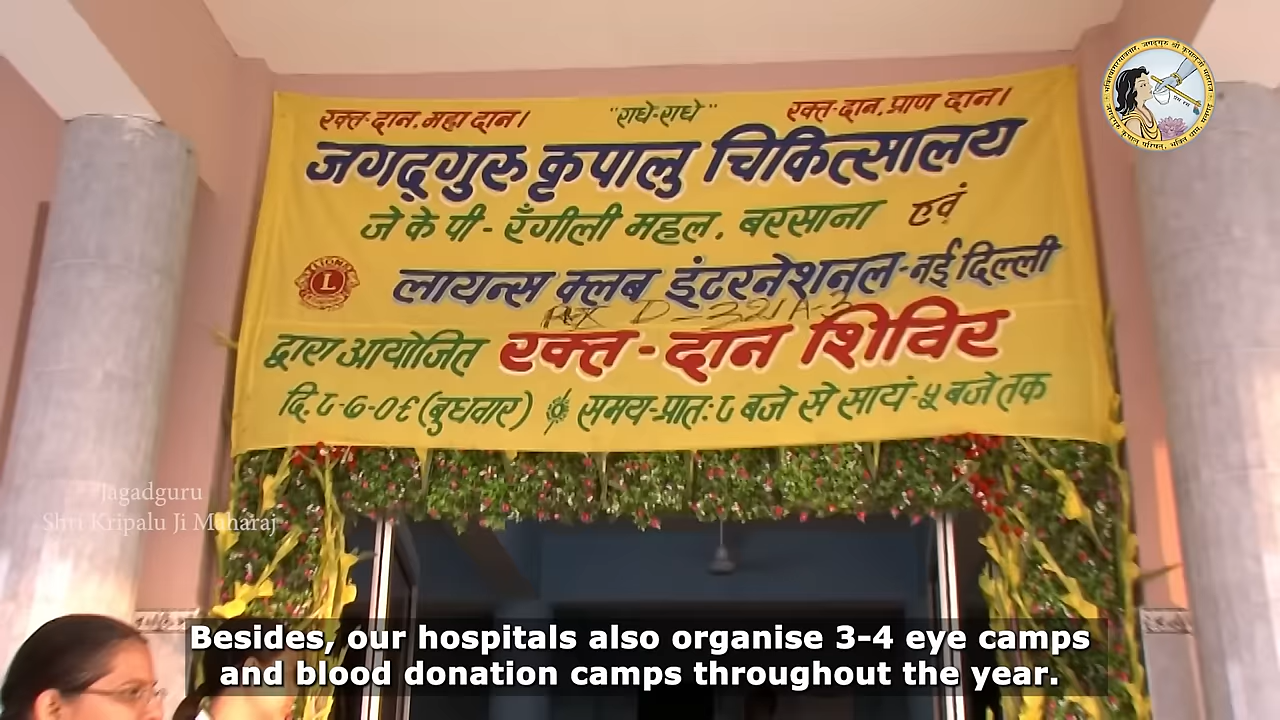 रक्त-दान, महा दान। "राधे-राधे" रक्त-दान, प्राण दान।
जगद्गुरु कृपालु चिकित्सालय
जे के पी - रँगीली महल, बरसाना एवं
लायन्स क्लब इंटरनेशनल-नई दिल्ली
द्वारा आयोजित रक्त-दान शिविर
दि. ८-७-०९ (बुधवार) समय-प्रातः ८ बजे से सायं-५ बजे तक
Jagadguru
Shri Kripalu Ji Maharaj
Besides, our hospitals also organise 3-4 eye camps
and blood donation camps throughout the year.